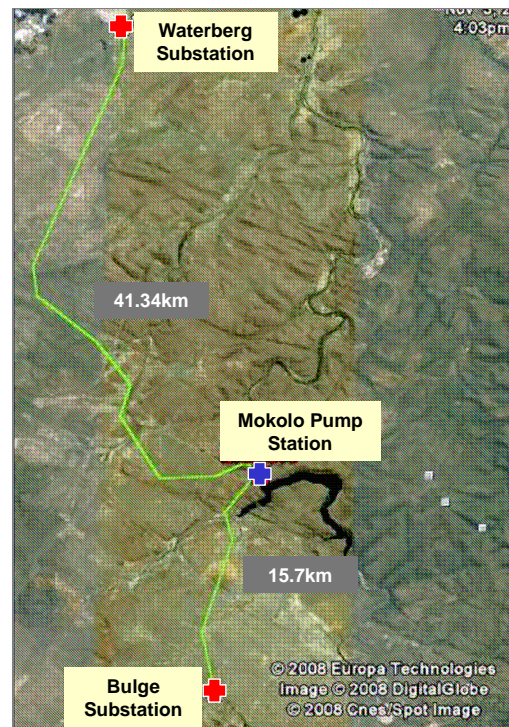 4:03pm
Waterberg
Substation
41.34km
Mokolo Pump
Station
15.7km
Bulge
Substation
© 2008 Europa Technologies
Image © 2008 DigitalGlobe
© 2008 Cnes/Spot Image